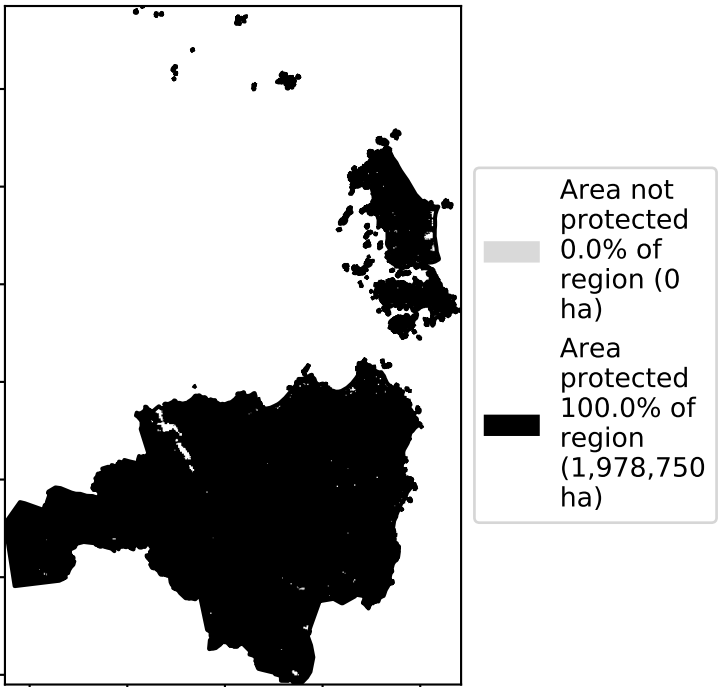 Area not
protected
0.0% of
region (0
ha)
Area
protected
100.0% of
region
(1,978,750
ha)